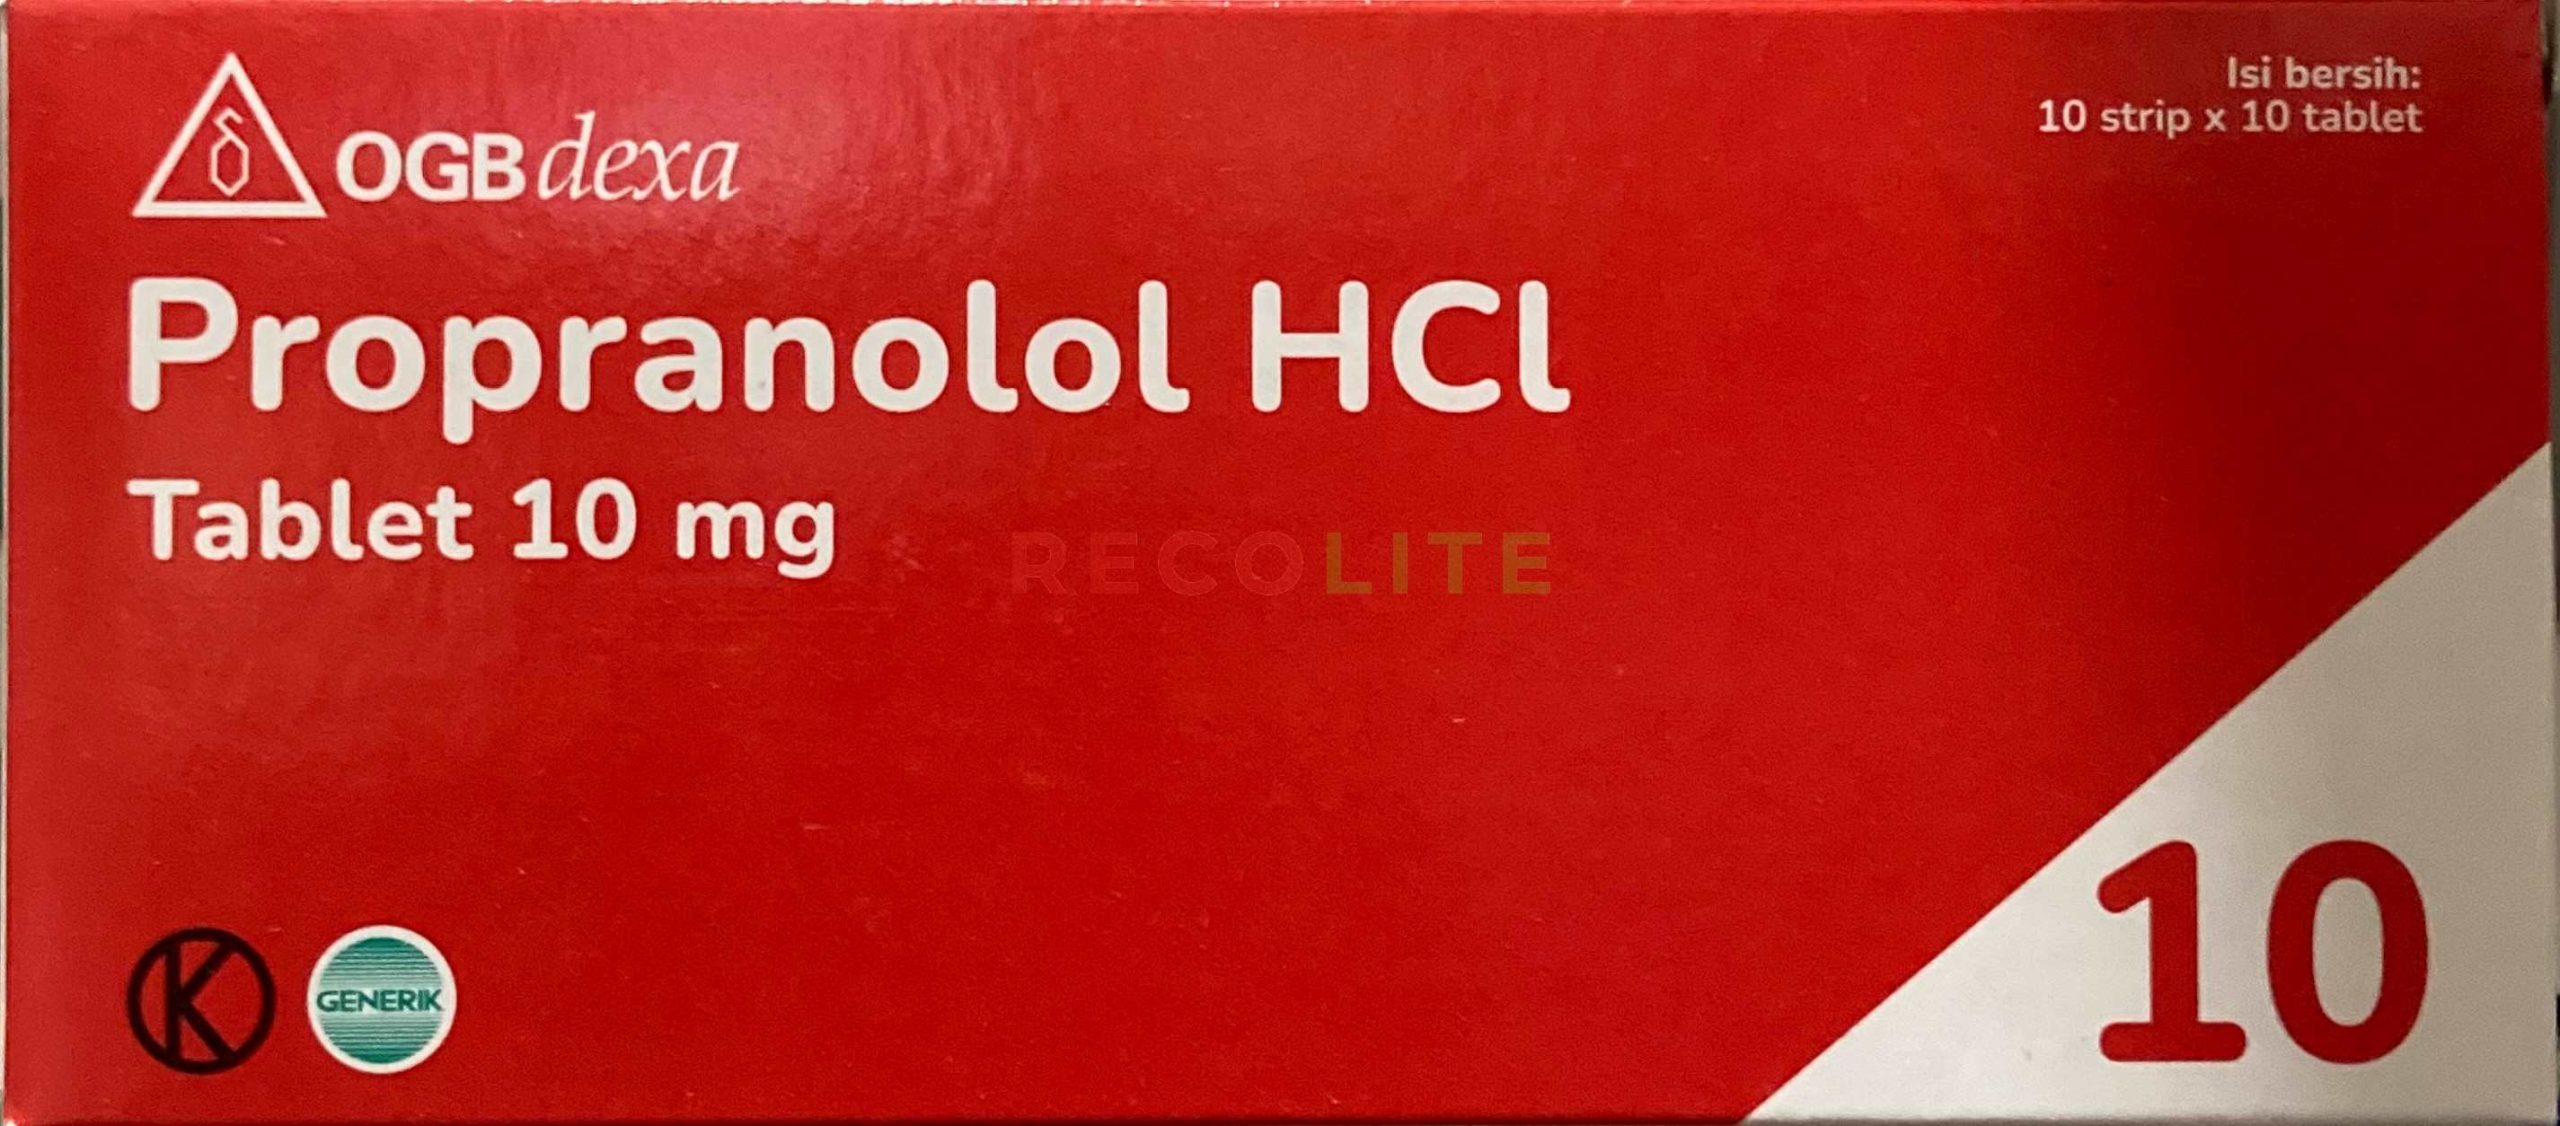 OGB dexa
Isi bersih:
10 strip x 10 tablet
Propranolol HCl
Tablet 10 mg
RECOLITE
K
GENERIK
10